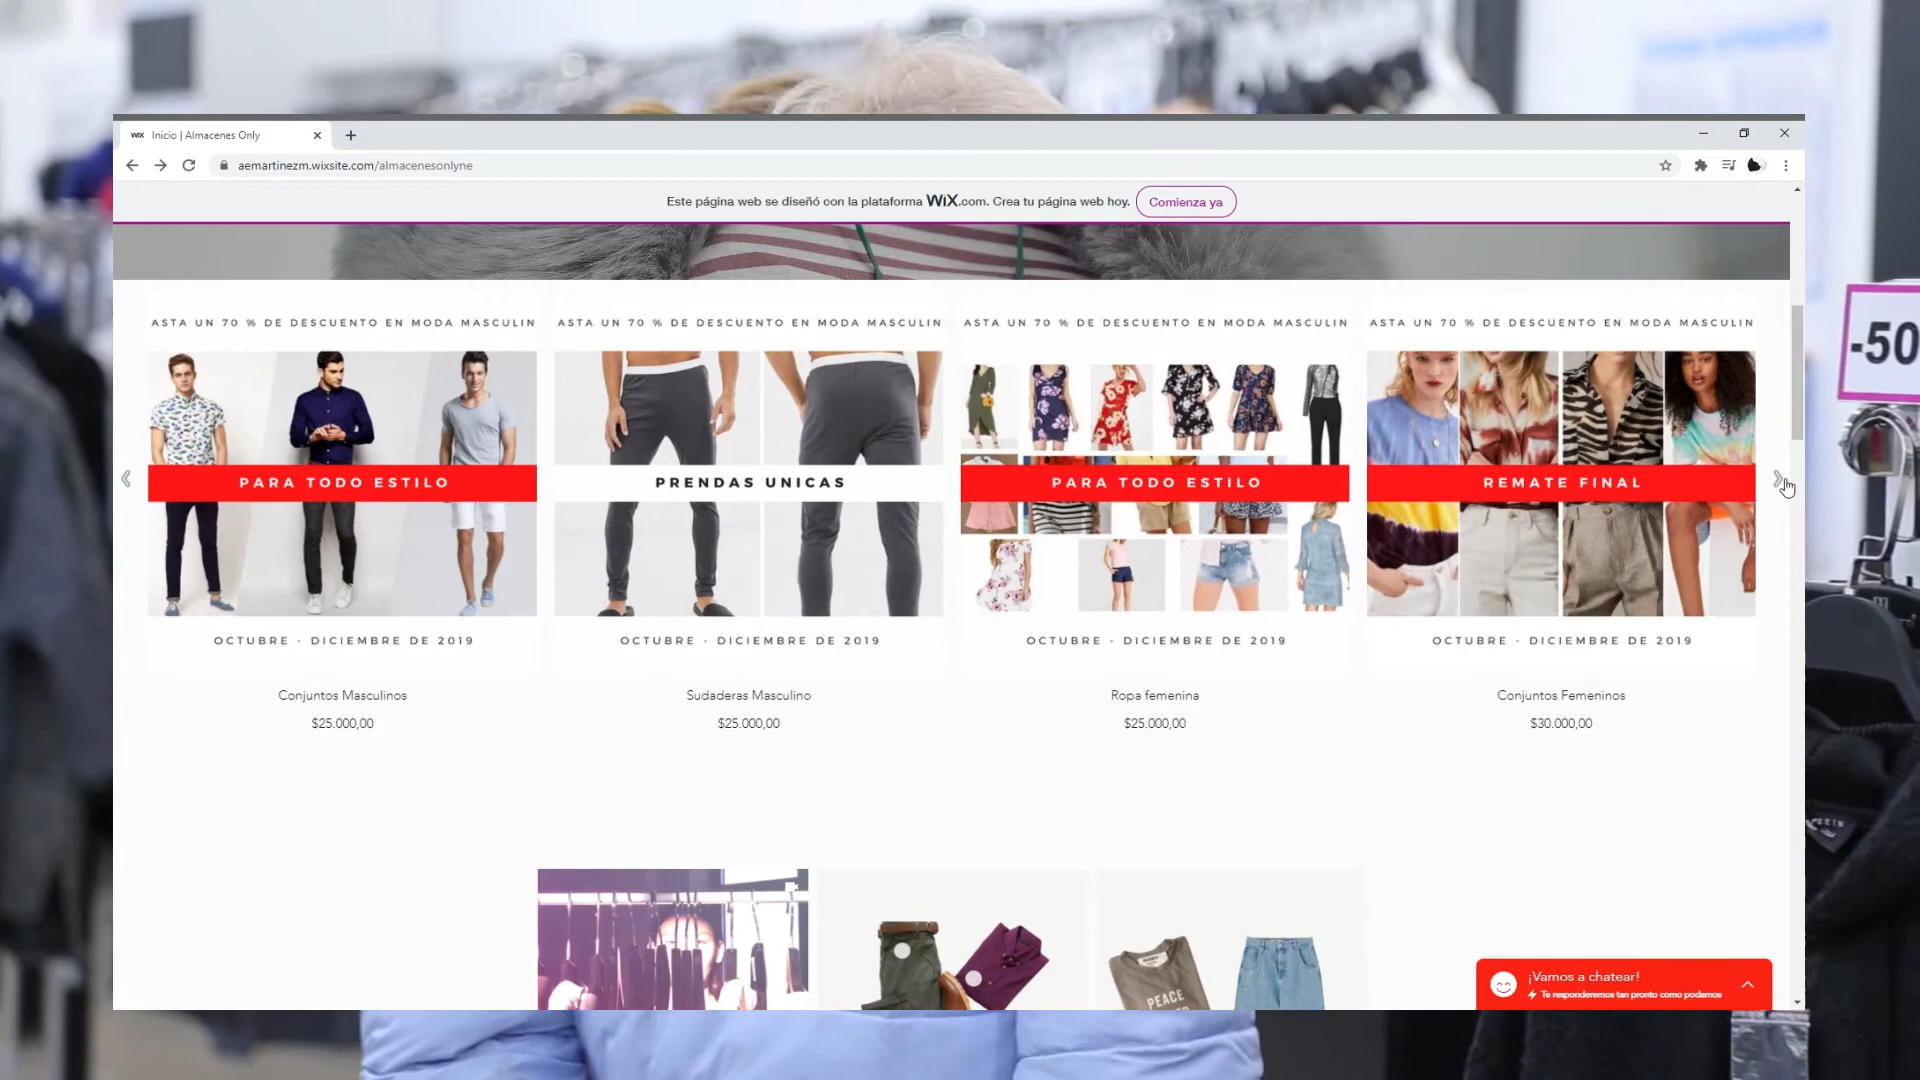 WiX Inicio | Almacenes Only
aemartinezm.wixsite.com/almacenesonlyne
Este página web se diseñó con la plataforma WiX.com. Crea tu página web hoy. Comienza ya
ASTA UN 70 % DE DESCUENTO EN MODA MASCULIN
ASTA UN 70 % DE DESCUENTO EN MODA MASCULIN
ASTA UN 70 % DE DESCUENTO EN MODA MASCULIN
ASTA UN 70 % DE DESCUENTO EN MODA MASCULIN
-50
PARA TODO ESTILO
PRENDAS UNICAS
PARA TODO ESTILO
REMATE FINAL
OCTUBRE - DICIEMBRE DE 2019
OCTUBRE - DICIEMBRE DE 2019
OCTUBRE - DICIEMBRE DE 2019
OCTUBRE - DICIEMBRE DE 2019
Conjuntos Masculinos
$25.000,00
Sudaderas Masculino
$25.000,00
Ropa femenina
$25.000,00
Conjuntos Femeninos
$30.000,00
PEACE
¡Vamos a chatear!
Te responderemos tan pronto como podamos